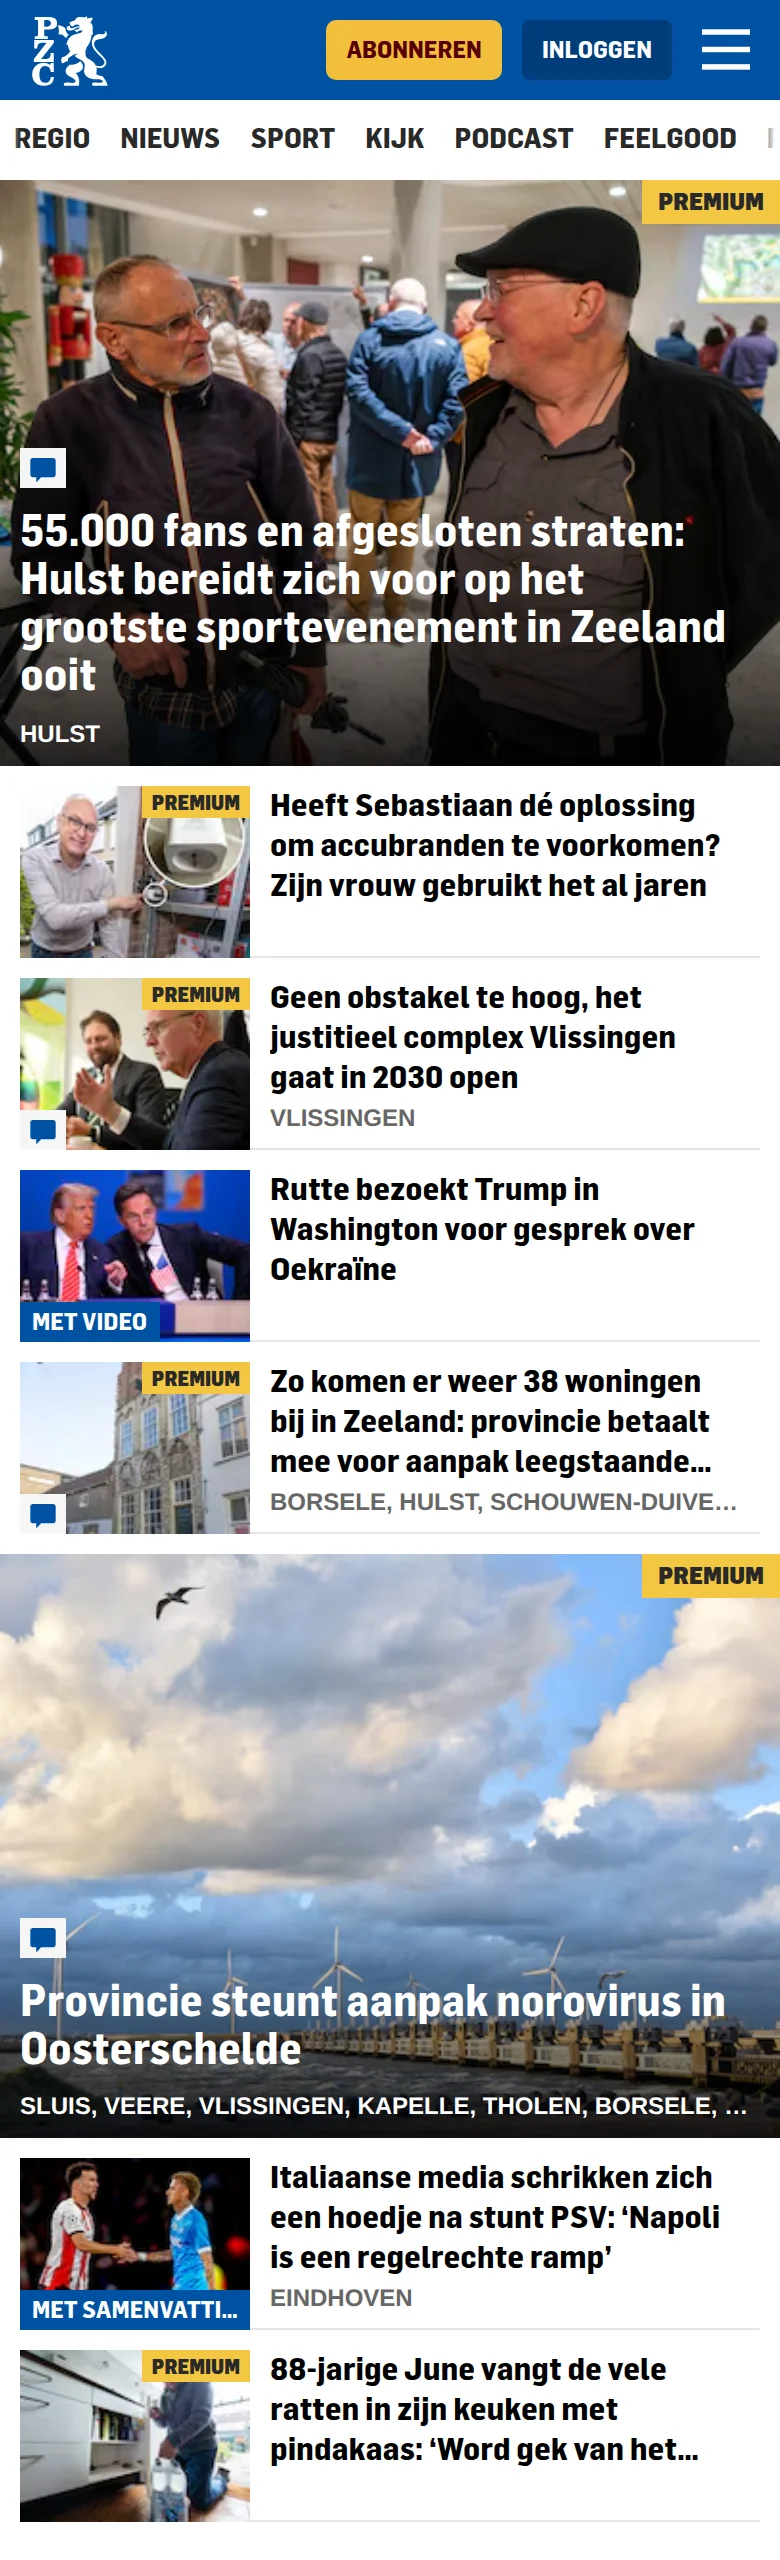 P
Z
C
ABONNEREN
INLOGGEN
REGIO NIEUWS SPORT KIJK PODCAST FEELGOOD
PREMIUM
55.000 fans en afgesloten straten:
Hulst bereidt zich voor op het
grootste sportevenement in Zeeland
ooit
HULST
PREMIUM
Heeft Sebastiaan dé oplossing
om accubranden te voorkomen?
Zijn vrouw gebruikt het al jaren
PREMIUM
Geen obstakel te hoog, het
justitieel complex Vlissingen
gaat in 2030 open
VLISSINGEN
MET VIDEO
Rutte bezoekt Trump in
Washington voor gesprek over
Oekraïne
PREMIUM
Zo komen er weer 38 woningen
bij in Zeeland: provincie betaalt
mee voor aanpak leegstaande...
BORSELE, HULST, SCHOUWEN-DUIVE...
PREMIUM
Provincie steunt aanpak norovirus in
Oosterschelde
SLUIS, VEERE, VLISSINGEN, KAPELLE, THOLEN, BORSELE, ...
MET SAMENVATTI...
Italiaanse media schrikken zich
een hoedje na stunt PSV: ‘Napoli
is een regelrechte ramp’
EINDHOVEN
PREMIUM
88-jarige June vangt de vele
ratten in zijn keuken met
pindakaas: ‘Word gek van het...